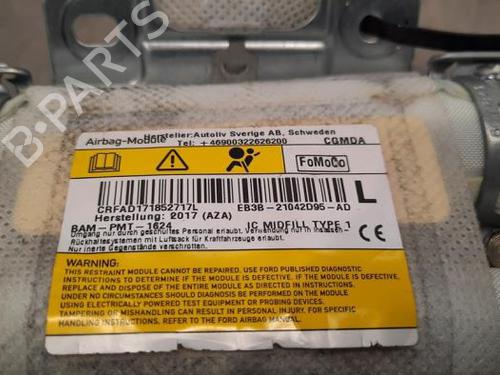 Airbag-Module
Hersteller: Autoliv Sverige AB, Schweden
Tel: +46900322626200
CGMDA
FoMoCo
CRFAD171852717L
EB3B-21042D95-AD
L
Herstellung: 2017 (AZA)
BAM-PMT-1624
IC MIDFILL TYPE 1
Umgang nur durch geschultes Personal erlaubt. Verwendung nur im
Rückhaltesystemen mit Luftsack für Kraftfahrzeuge erlaubt.
Nur inerte Gegenstände verschrotten.
WARNING:
THIS RESTRAINT MODULE CANNOT BE REPAIRED. USE FORD PUBLISHED DIAGNOSTIC
INSTRUCTIONS TO DETERMINE IF THE MODULE IS DEFECTIVE. IF THE MODULE IS DEFECTIVE,
REPLACE AND DISPOSE OF THE ENTIRE MODULE AS DIRECTED IN THE INSTRUCTIONS.
UNDER NO CIRCUMSTANCES SHOULD DIAGNOSIS BE PERFORMED ON THE MODULE
USING ELECTRICALLY POWERED TEST EQUIPMENT OR PROBING DEVICES.
TAMPERING OR MISHANDLING CAN RESULT IN PERSONAL INJURY. FOR SPECIFIC
HANDLING INSTRUCTIONS, REFER TO THE FORD AIRBAG MANUAL.
B-PARTS